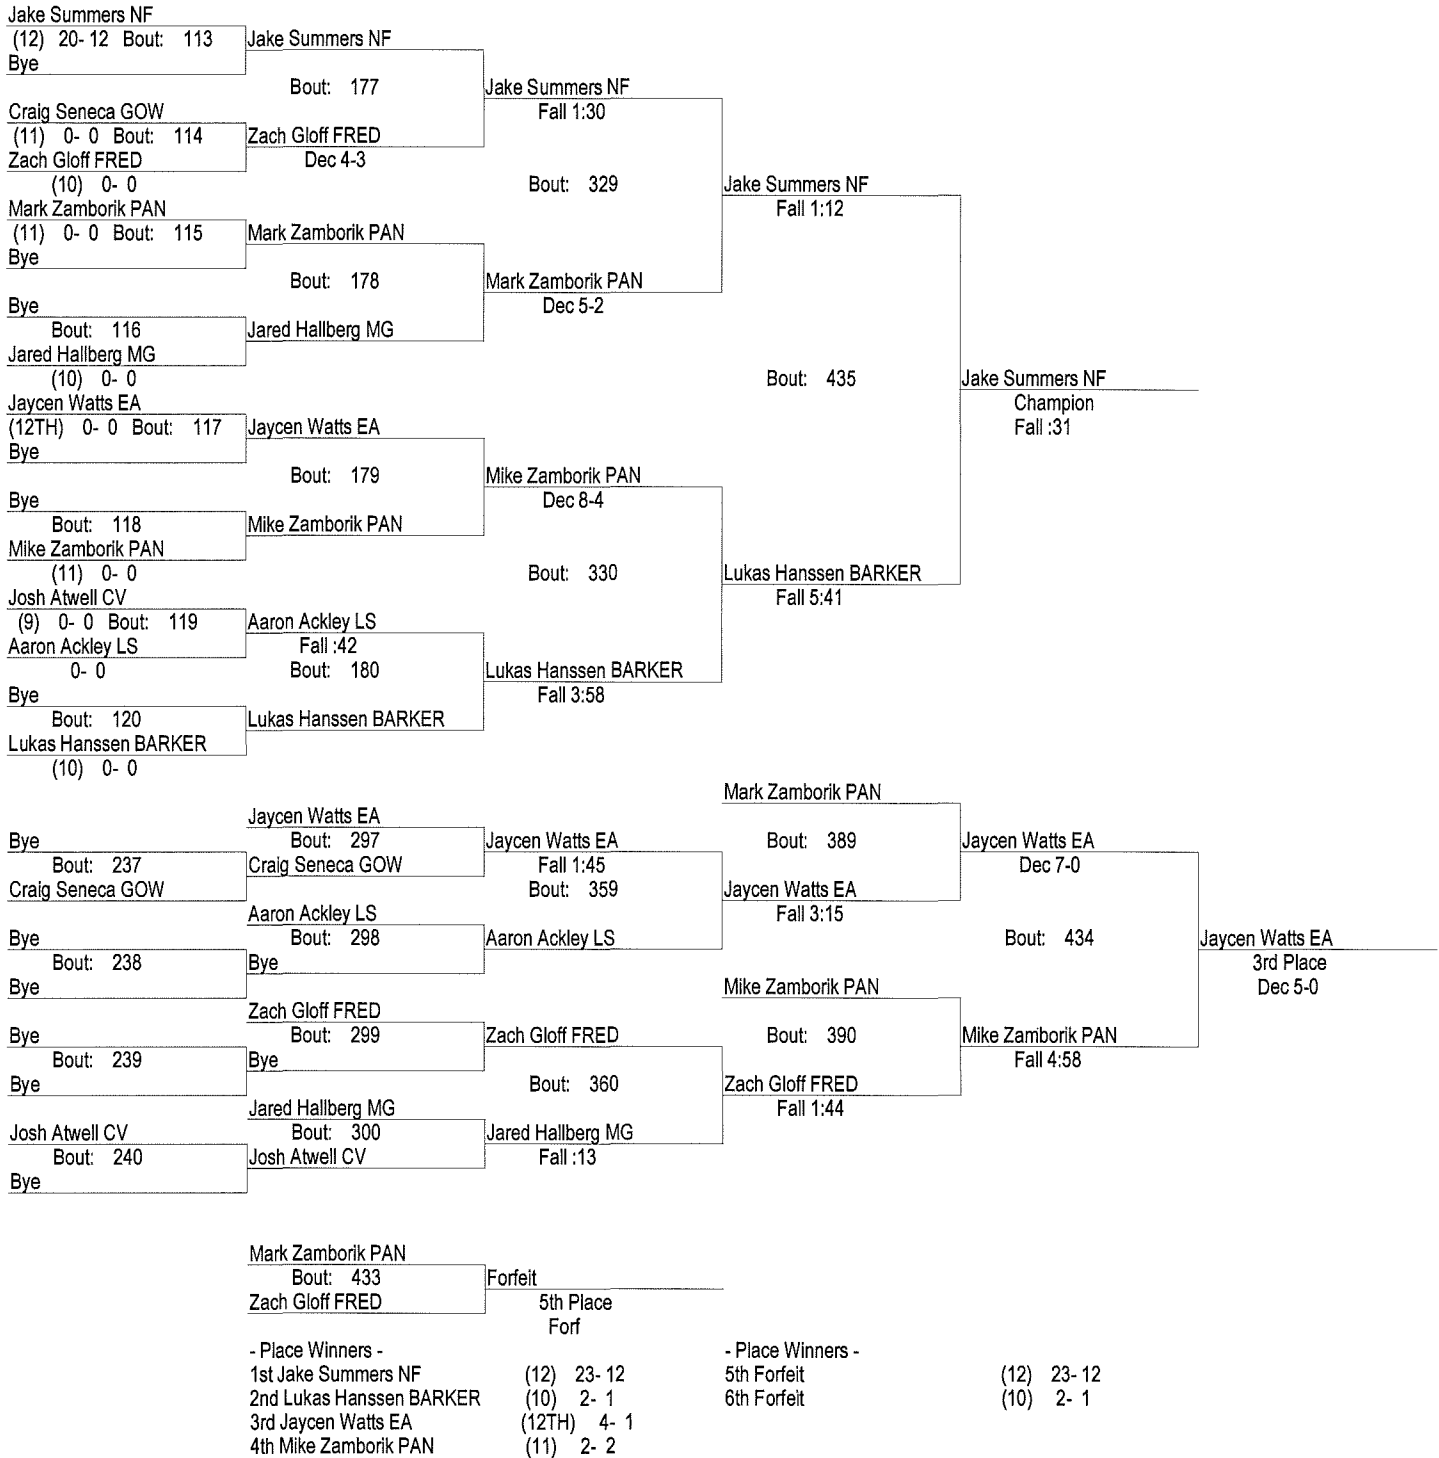 Jake Summers NF
(12) 20- 12 Bout: 113
Jake Summers NF
Bye
Bout: 177
Jake Summers NF
Fall 1:30
Craig Seneca GOW
(11) 0- 0 Bout: 114
Zach Gloff FRED
Zach Gloff FRED
Dec 4-3
(10) 0- 0
Bout: 329
Jake Summers NF
Fall 1:12
Mark Zamborik PAN
(11) 0- 0 Bout: 115
Mark Zamborik PAN
Bye
Bout: 178
Mark Zamborik PAN
Dec 5-2
Bye
Bout: 116
Jared Hallberg MG
Jared Hallberg MG
(10) 0- 0
Bout: 435
Jake Summers NF
Champion
Fall :31
Jaycen Watts EA
(12TH) 0- 0 Bout: 117
Jaycen Watts EA
Bye
Bout: 179
Mike Zamborik PAN
Dec 8-4
Bye
Bout: 118
Mike Zamborik PAN
Mike Zamborik PAN
(11) 0- 0
Bout: 330
Lukas Hanssen BARKER
Fall 5:41
Josh Atwell CV
(9) 0- 0 Bout: 119
Aaron Ackley LS
Aaron Ackley LS
Fall :42
0- 0
Bout: 180
Lukas Hanssen BARKER
Fall 3:58
Bye
Bout: 120
Lukas Hanssen BARKER
Lukas Hanssen BARKER
(10) 0- 0
Mark Zamborik PAN
Jaycen Watts EA
Bye
Bout: 297
Jaycen Watts EA
Bout: 389
Jaycen Watts EA
Bout: 237
Craig Seneca GOW
Fall 1:45
Dec 7-0
Craig Seneca GOW
Bout: 359
Jaycen Watts EA
Fall 3:15
Aaron Ackley LS
Bye
Bout: 298
Aaron Ackley LS
Bout: 434
Jaycen Watts EA
Bout: 238
Bye
3rd Place
Bye
Mike Zamborik PAN
Dec 5-0
Zach Gloff FRED
Bye
Bout: 299
Zach Gloff FRED
Bout: 390
Mike Zamborik PAN
Bout: 239
Bye
Fall 4:58
Bye
Bout: 360
Zach Gloff FRED
Fall 1:44
Jared Hallberg MG
Josh Atwell CV
Bout: 300
Jared Hallberg MG
Bout: 240
Josh Atwell CV
Fall :13
Bye
Mark Zamborik PAN
Bout: 433
Forfeit
Zach Gloff FRED
5th Place
Forf
- Place Winners -
1st Jake Summers NF (12) 23- 12
2nd Lukas Hanssen BARKER (10) 2- 1
3rd Jaycen Watts EA (12TH) 4- 1
4th Mike Zamborik PAN (11) 2- 2
- Place Winners -
5th Forfeit (12) 23- 12
6th Forfeit (10) 2- 1